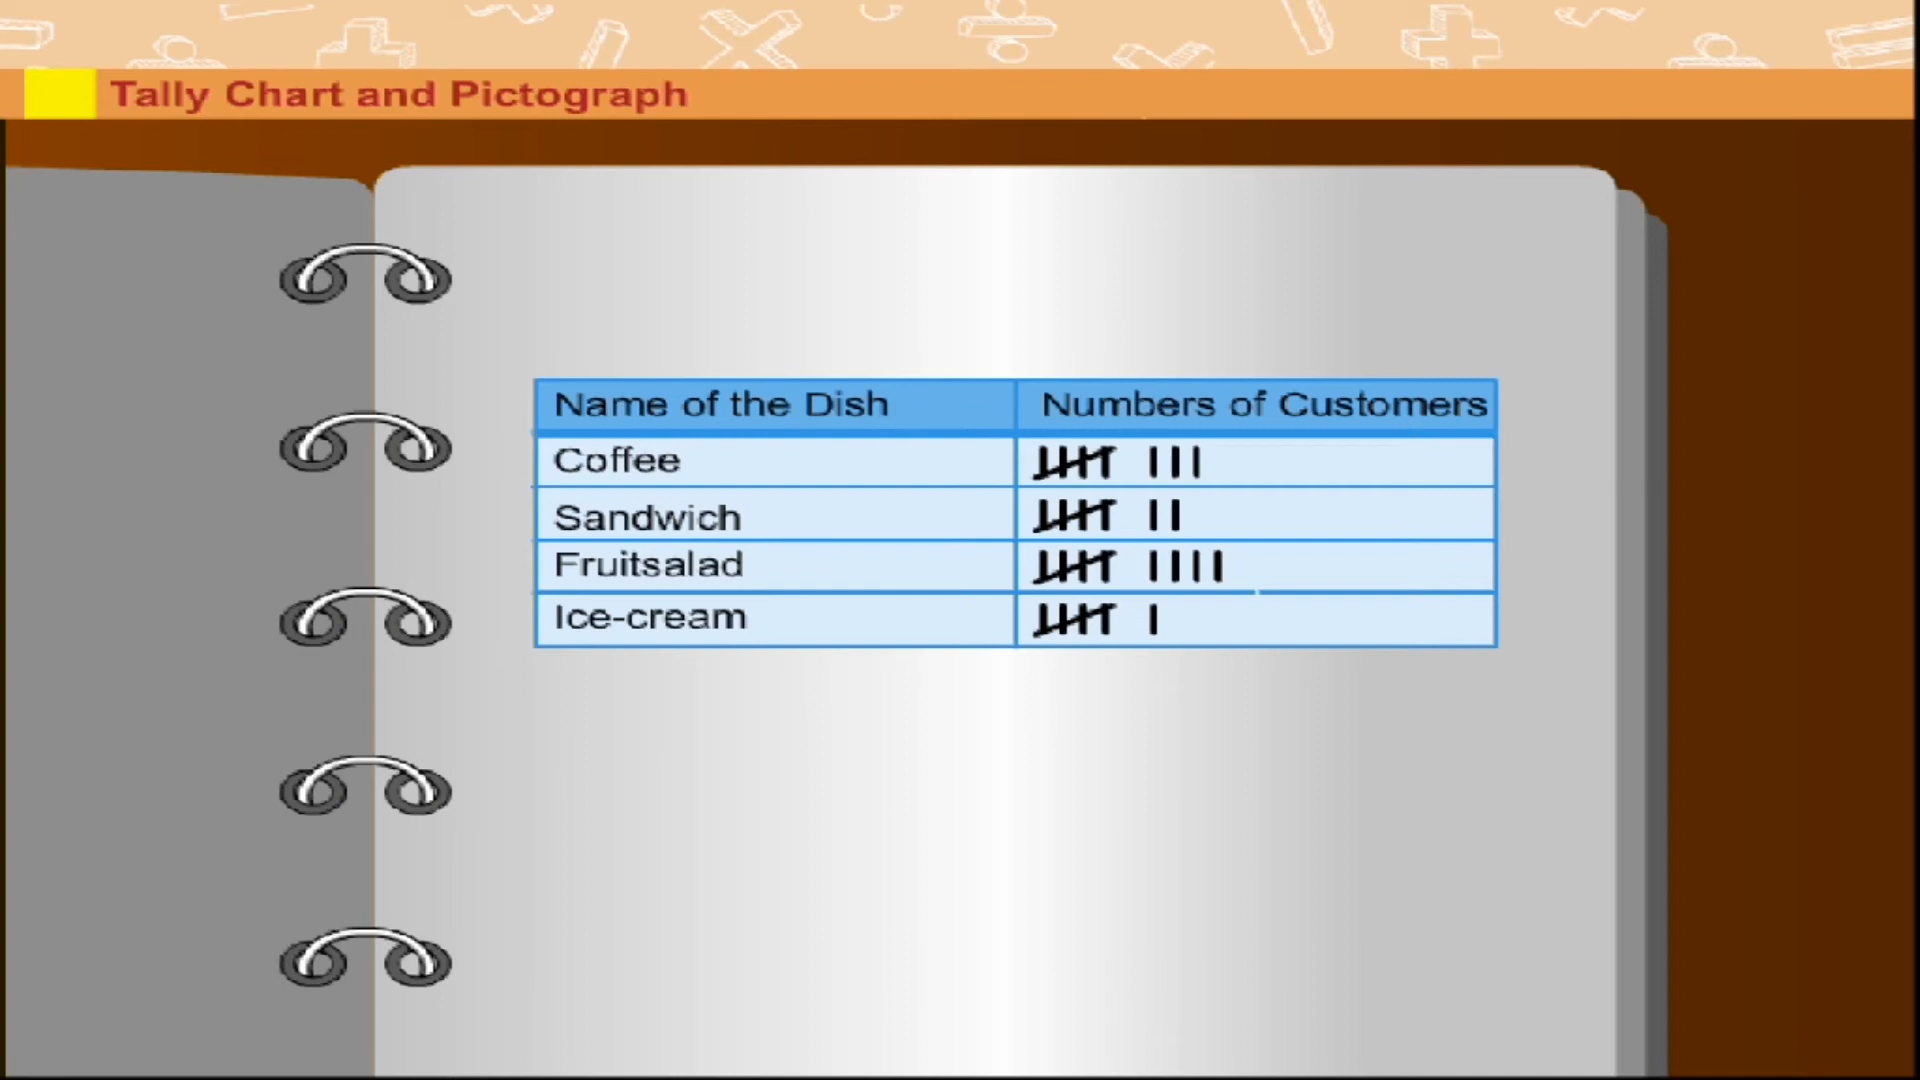 Tally Chart and Pictograph
Name of the Dish Numbers of Customers
Coffee
Sandwich
Fruitsalad
Ice-cream